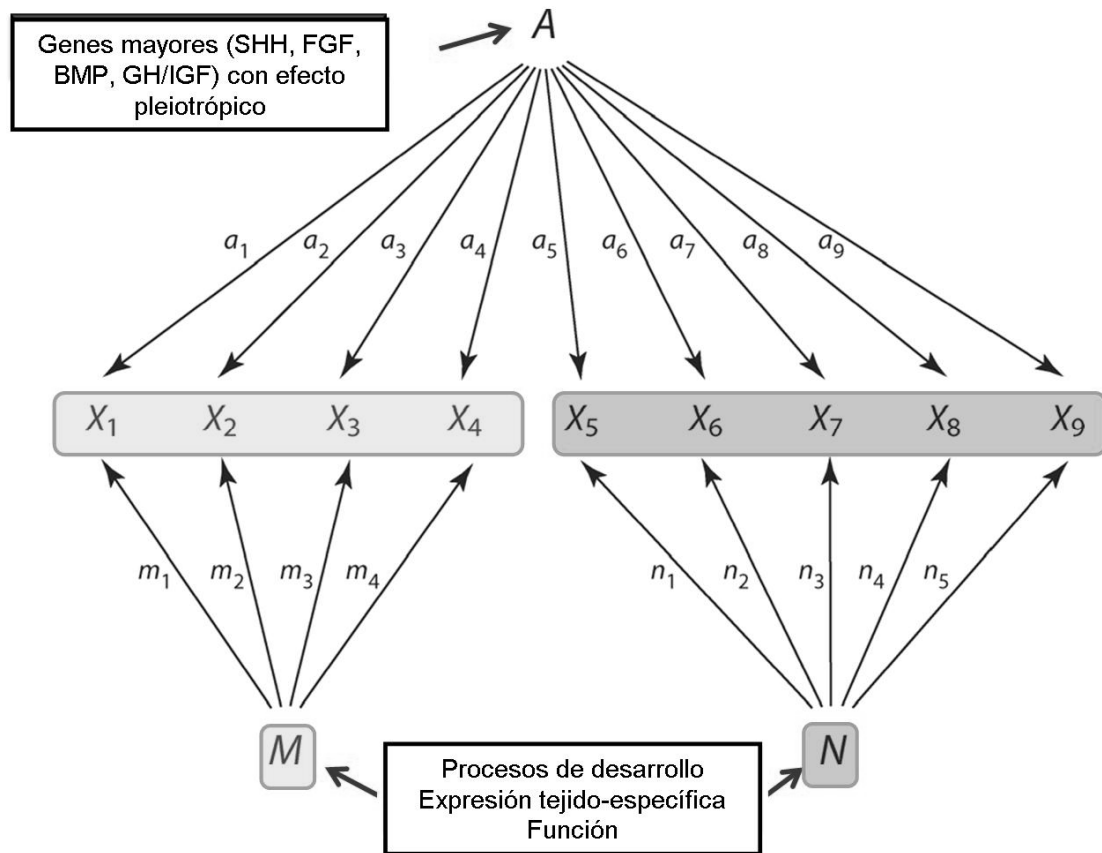 Genes mayores (SHH, FGF,
BMP, GH/IGF) con efecto
pleiotrópico
A
a₁ a₂ a₃ a₄ a₅ a₆ a₇ a₈ a₉
X₁ X₂ X₃ X₄ X₅ X₆ X₇ X₈ X₉
m₁ m₂ m₃ m₄ n₁ n₂ n₃ n₄ n₅
M N
Procesos de desarrollo
Expresión tejido-específica
Función